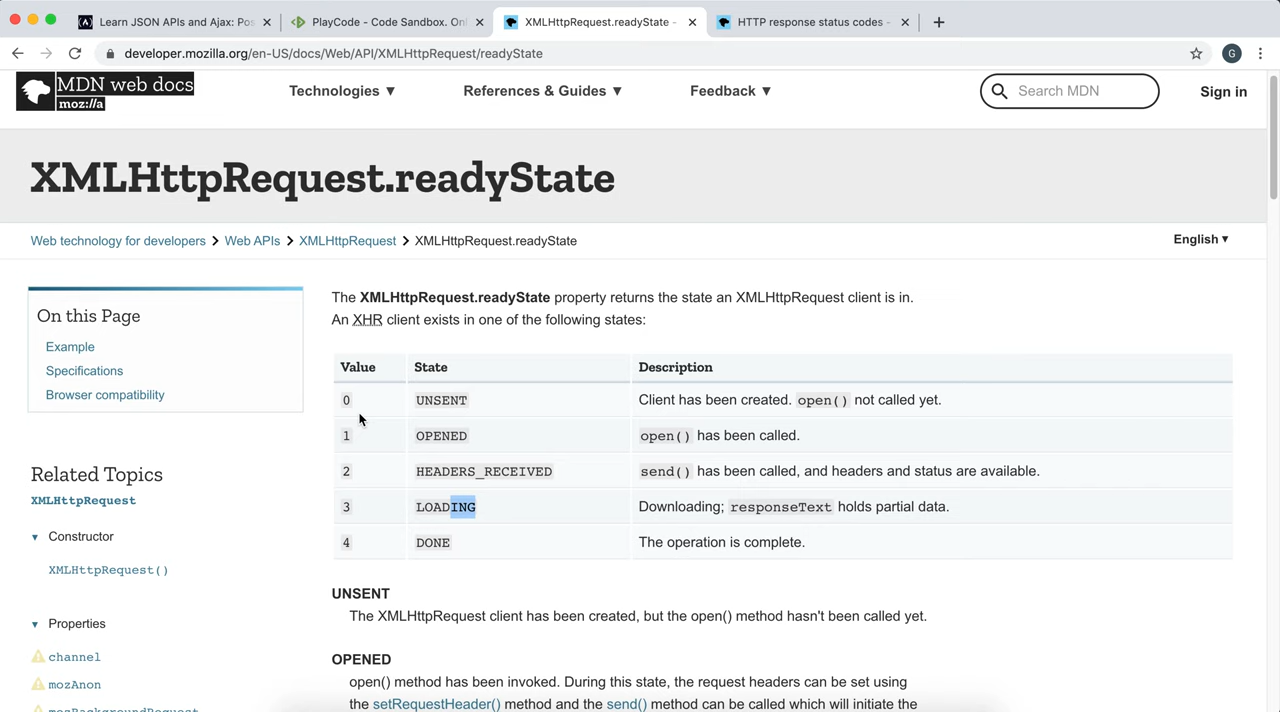 Learn JSON APIs and Ajax: Pos
PlayCode - Code Sandbox. Onl
XMLHttpRequest.readyState -
HTTP response status codes -
developer.mozilla.org/en-US/docs/Web/API/XMLHttpRequest/readyState
G
MDN web docs
moz://a
Technologies ▼
References & Guides ▼
Feedback ▼
Search MDN
Sign in
XMLHttpRequest.readyState
Web technology for developers > Web APIs > XMLHttpRequest > XMLHttpRequest.readyState
English ▼
On this Page
Example
Specifications
Browser compatibility
Related Topics
XMLHttpRequest
▼ Constructor
XMLHttpRequest()
▼ Properties
channel
mozAnon
mozBackgroundRequest
The XMLHttpRequest.readyState property returns the state an XMLHttpRequest client is in.
An XHR client exists in one of the following states:
Value State Description
0 UNSENT Client has been created. open() not called yet.
1 OPENED open() has been called.
2 HEADERS_RECEIVED send() has been called, and headers and status are available.
3 LOADING Downloading; responseText holds partial data.
4 DONE The operation is complete.
UNSENT
The XMLHttpRequest client has been created, but the open() method hasn't been called yet.
OPENED
open() method has been invoked. During this state, the request headers can be set using
the setRequestHeader() method and the send() method can be called which will initiate the